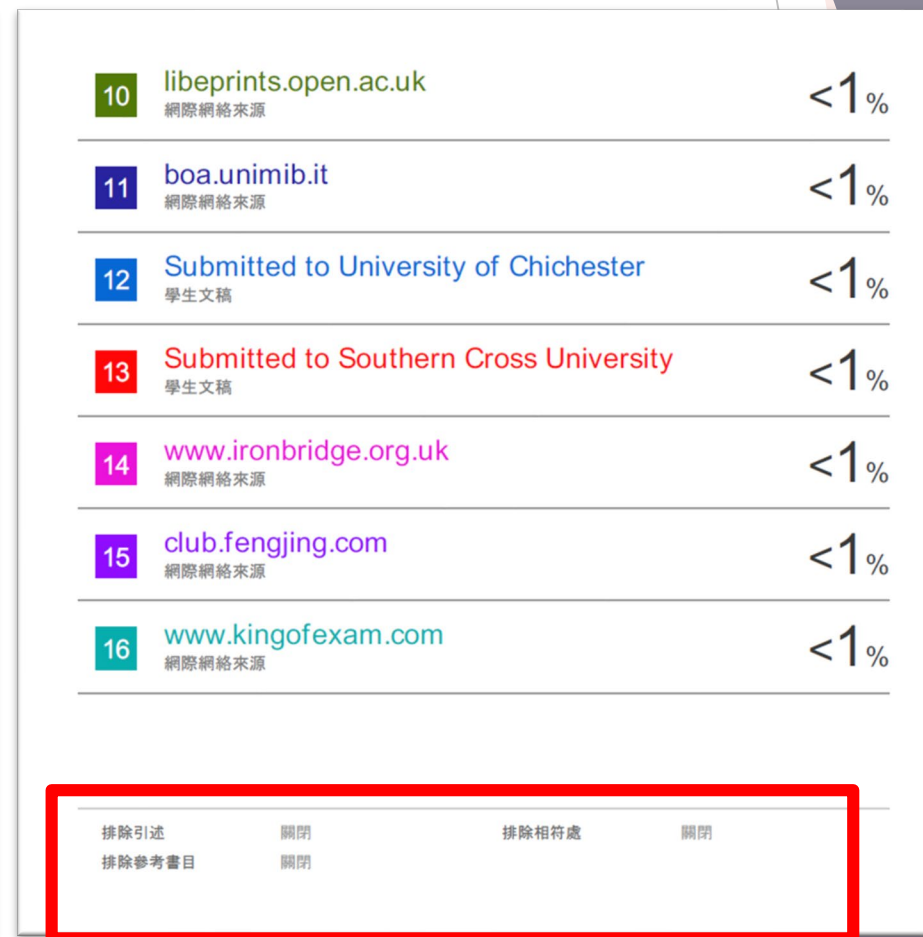 10 libeprints.open.ac.uk <1%
網際網絡來源
11 boa.unimib.it <1%
網際網絡來源
12 Submitted to University of Chichester <1%
學生文稿
13 Submitted to Southern Cross University <1%
學生文稿
14 www.ironbridge.org.uk <1%
網際網絡來源
15 club.fengjing.com <1%
網際網絡來源
16 www.kingofexam.com <1%
網際網絡來源
排除引述 關閉 排除相符處 關閉
排除參考書目 關閉